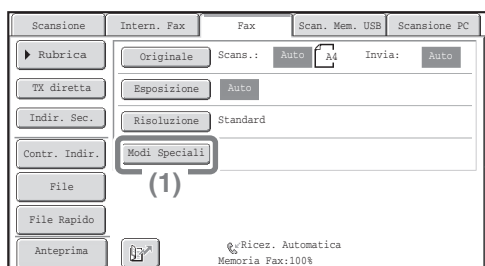 Scansione Intern. Fax Fax Scan. Mem. USB Scansione PC
Rubrica Originale Scans.: Auto A4 Invia: Auto
TX diretta Esposizione Auto
Indir. Sec. Risoluzione Standard
Contr. Indir. Modi Speciali
File (1)
File Rapido
Anteprima Ricez. Automatica
Memoria Fax:100%